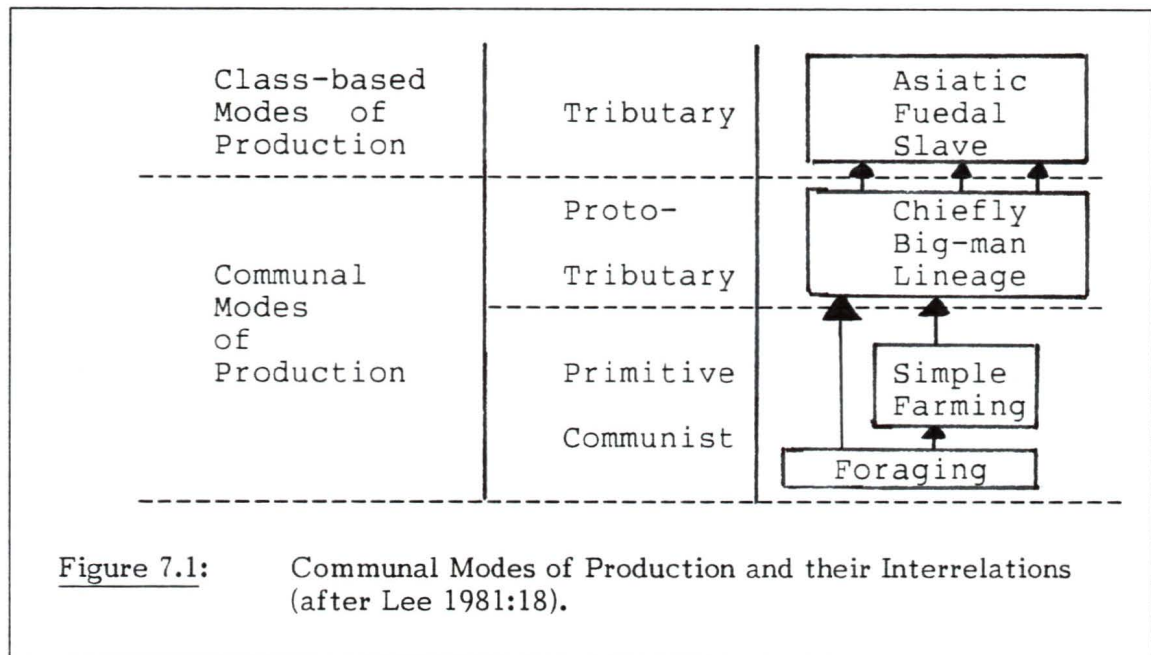 Class-based
Modes of
Production
Tributary
Asiatic
Fuedal
Slave
Communal
Modes
of
Production
Proto-
Tributary
Chiefly
Big-man
Lineage
Primitive
Communist
Simple
Farming
Foraging
Figure 7.1: Communal Modes of Production and their Interrelations
(after Lee 1981:18).